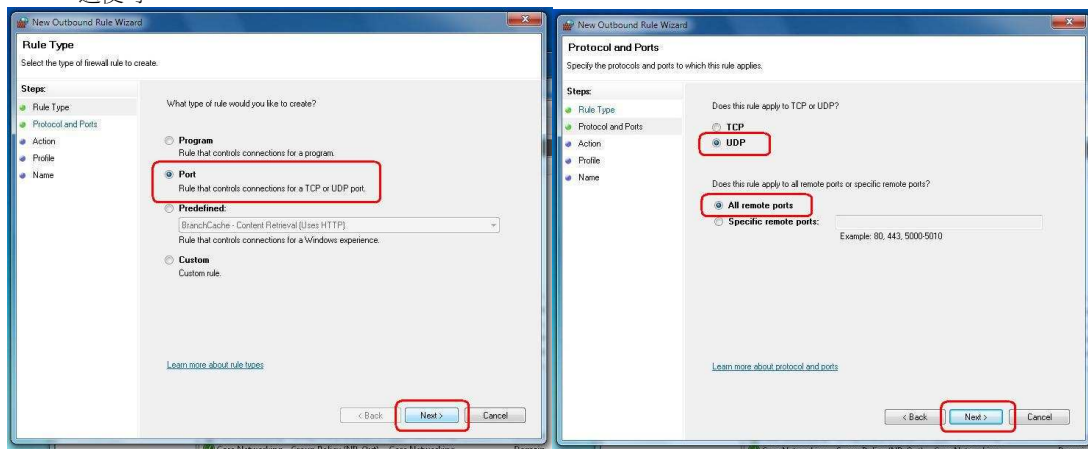 New Outbound Rule Wizard
Rule Type
Select the type of firewall rule to create.
Steps:
Rule Type
Protocol and Ports
Action
Profile
Name
What type of rule would you like to create?
Program
Rule that controls connections for a program.
Port
Rule that controls connections for a TCP or UDP port.
Predefined:
BranchCache - Content Retrieval (Uses HTTP)
Rule that controls connections for a Windows experience.
Custom
Custom rule.
Learn more about rule types
< Back
Next >
Cancel
New Outbound Rule Wizard
Protocol and Ports
Specify the protocols and ports to which this rule applies.
Steps:
Rule Type
Protocol and Ports
Action
Profile
Name
Does this rule apply to TCP or UDP?
TCP
UDP
Does this rule apply to all remote ports or specific remote ports?
All remote ports
Specific remote ports:
Example: 80, 443, 5000-5010
Learn more about protocol and ports
< Back
Next >
Cancel